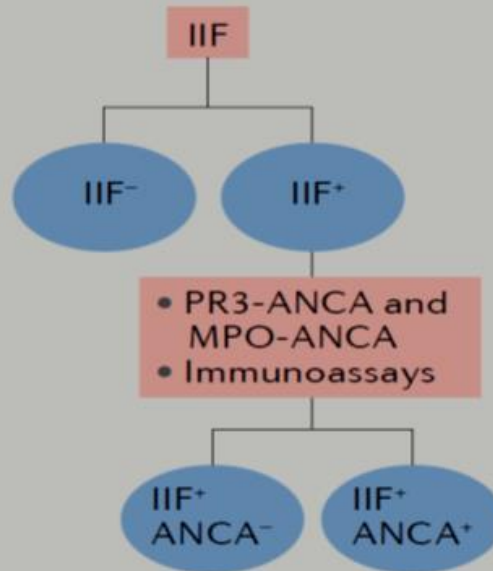 IIF
IIF⁻
IIF⁺
• PR3-ANCA and
MPO-ANCA
• Immunoassays
IIF⁺
ANCA⁻
IIF⁺
ANCA⁺